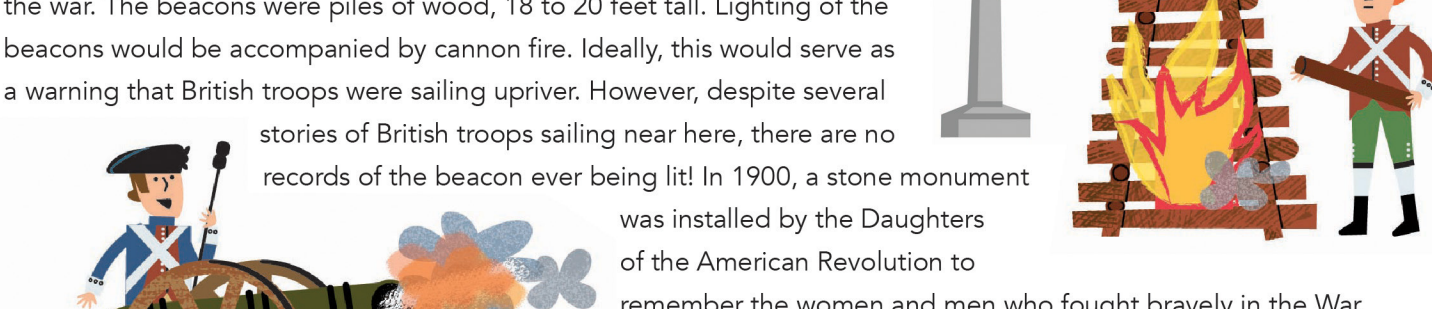 the war. The beacons were piles of wood, 18 to 20 feet tall. Lighting of the
beacons would be accompanied by cannon fire. Ideally, this would serve as
a warning that British troops were sailing upriver. However, despite several
stories of British troops sailing near here, there are no
records of the beacon ever being lit! In 1900, a stone monument
was installed by the Daughters
of the American Revolution to
remember the women and men who fought bravely in the War